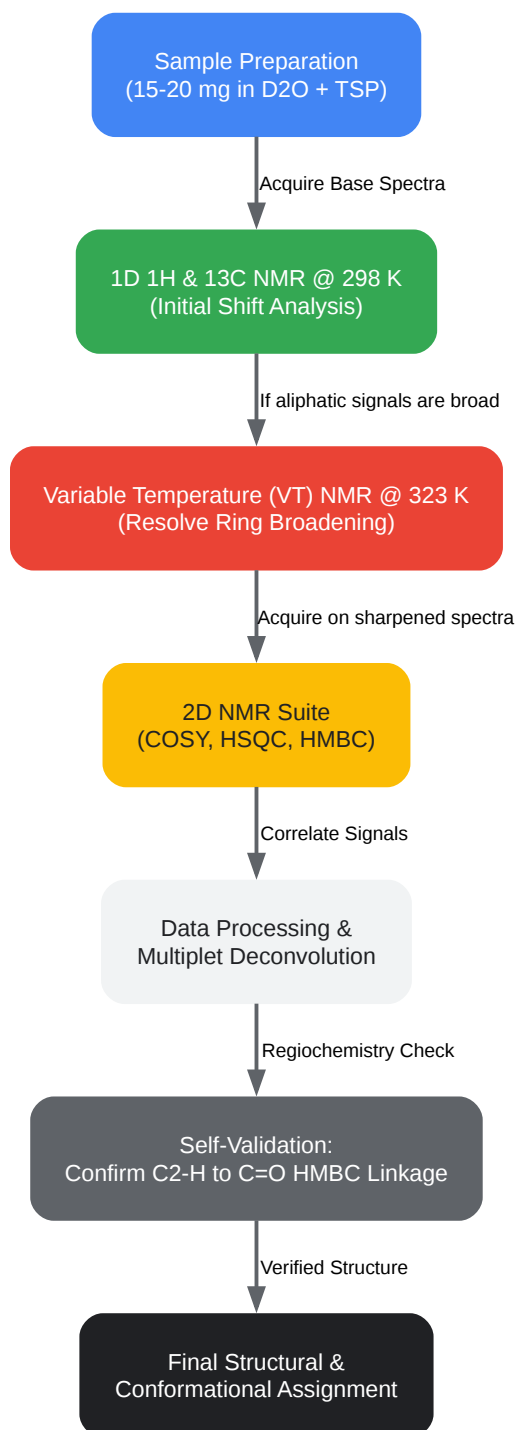 Sample Preparation
(15-20 mg in D2O + TSP)
Acquire Base Spectra
1D 1H & 13C NMR @ 298 K
(Initial Shift Analysis)
If aliphatic signals are broad
Variable Temperature (VT) NMR @ 323 K
(Resolve Ring Broadening)
Acquire on sharpened spectra
2D NMR Suite
(COSY, HSQC, HMBC)
Correlate Signals
Data Processing &
Multiplet Deconvolution
Regiochemistry Check
Self-Validation:
Confirm C2-H to C=O HMBC Linkage
Verified Structure
Final Structural &
Conformational Assignment